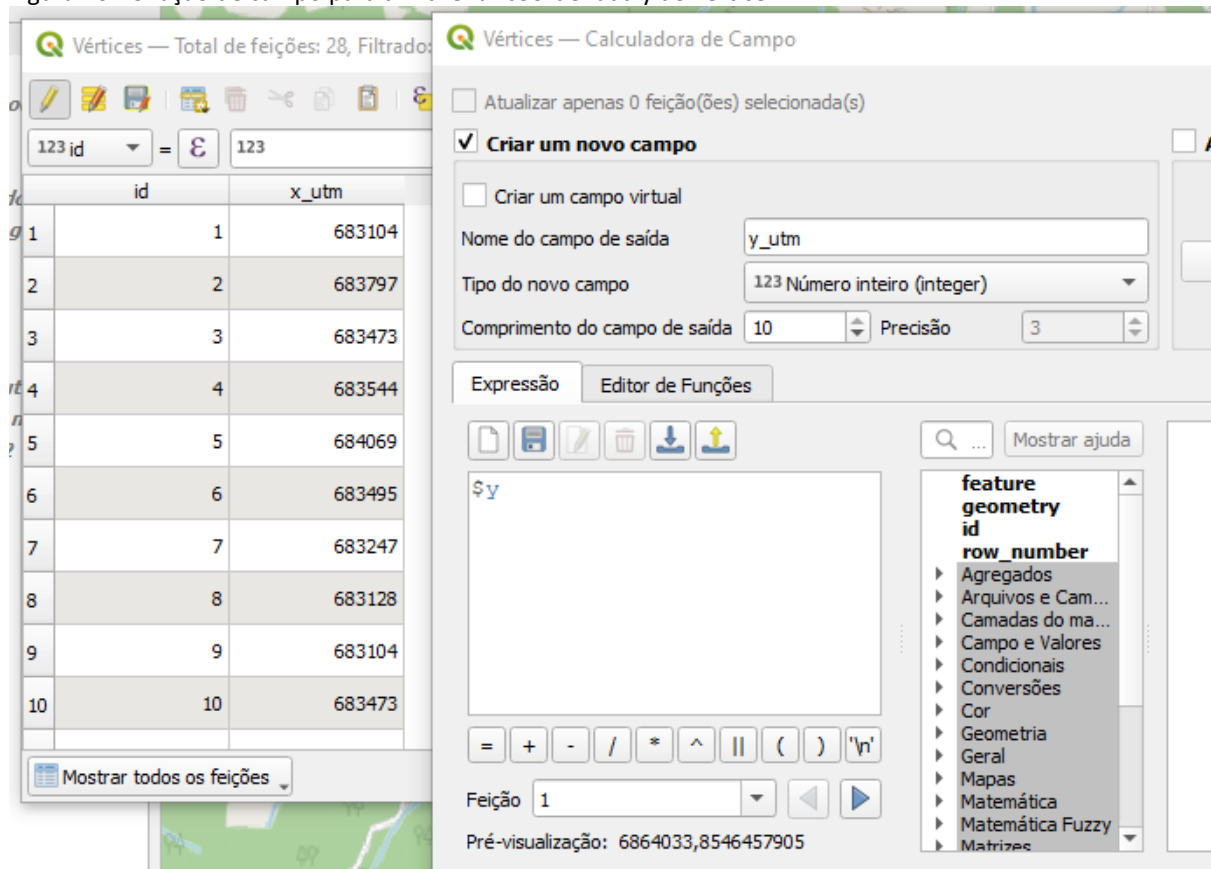 Vértices — Total de feições: 28, Filtrado:
123 id = ε 123
id x_utm
1 1 683104
2 2 683797
3 3 683473
4 4 683544
5 5 684069
6 6 683495
7 7 683247
8 8 683128
9 9 683104
10 10 683473
Mostrar todos os feições
Vértices — Calculadora de Campo
Atualizar apenas 0 feição(ões) selecionada(s)
Criar um novo campo
Criar um campo virtual
Nome do campo de saída y_utm
Tipo do novo campo 123 Número inteiro (integer)
Comprimento do campo de saída 10 Precisão 3
Expressão Editor de Funções
$y
= + - / * ^ || ( ) '\n'
Feição 1
Pré-visualização: 6864033,8546457905
... Mostrar ajuda
feature
geometry
id
row_number
Agregados
Arquivos e Cam...
Camadas do ma...
Campo e Valores
Condicionais
Conversões
Cor
Geometria
Geral
Mapas
Matemática
Matemática Fuzzy
Matrizes